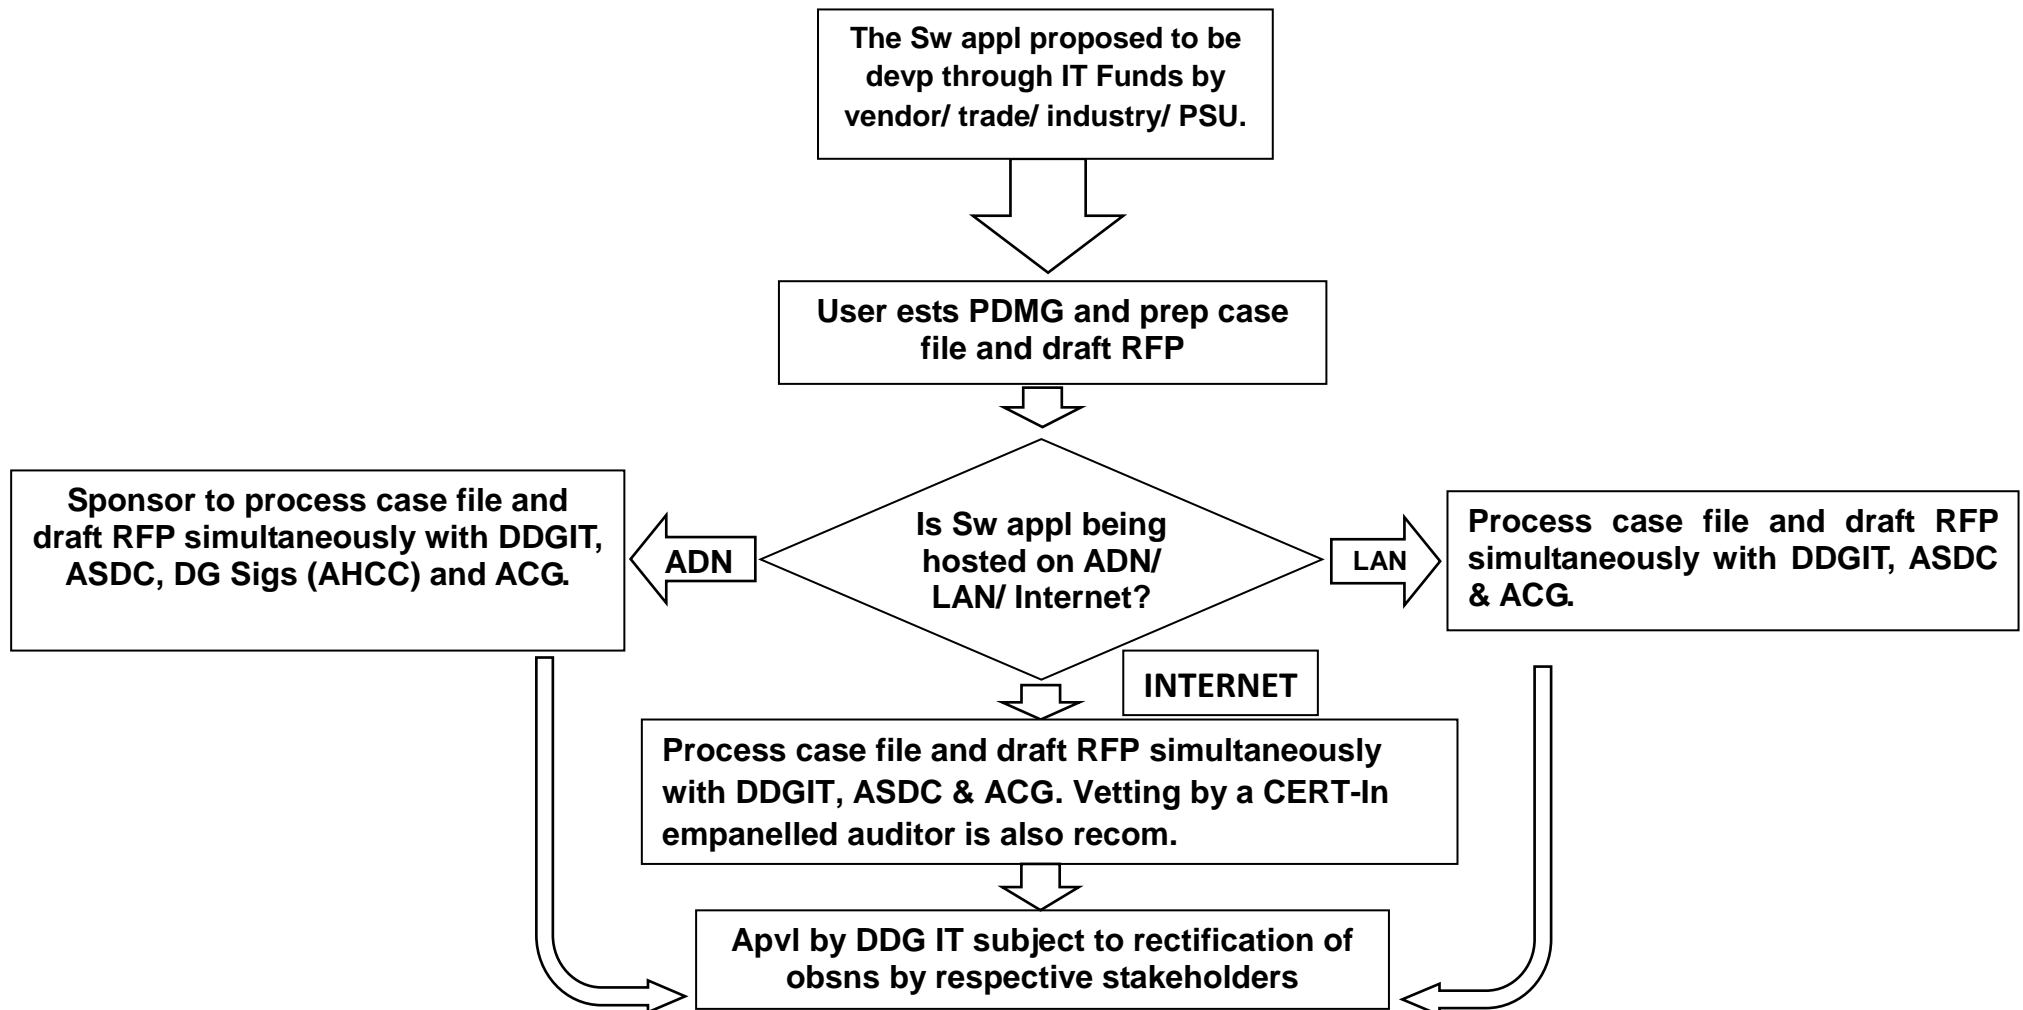 The Sw appl proposed to be
devp through IT Funds by
vendor/ trade/ industry/ PSU.
User ests PDMG and prep case
file and draft RFP
Is Sw appl being
hosted on ADN/
LAN/ Internet?
ADN
Sponsor to process case file and
draft RFP simultaneously with DDGIT,
ASDC, DG Sigs (AHCC) and ACG.
LAN
Process case file and draft RFP
simultaneously with DDGIT, ASDC
& ACG.
INTERNET
Process case file and draft RFP simultaneously
with DDGIT, ASDC & ACG. Vetting by a CERT-In
empanelled auditor is also recom.
Apvl by DDG IT subject to rectification of
obsns by respective stakeholders